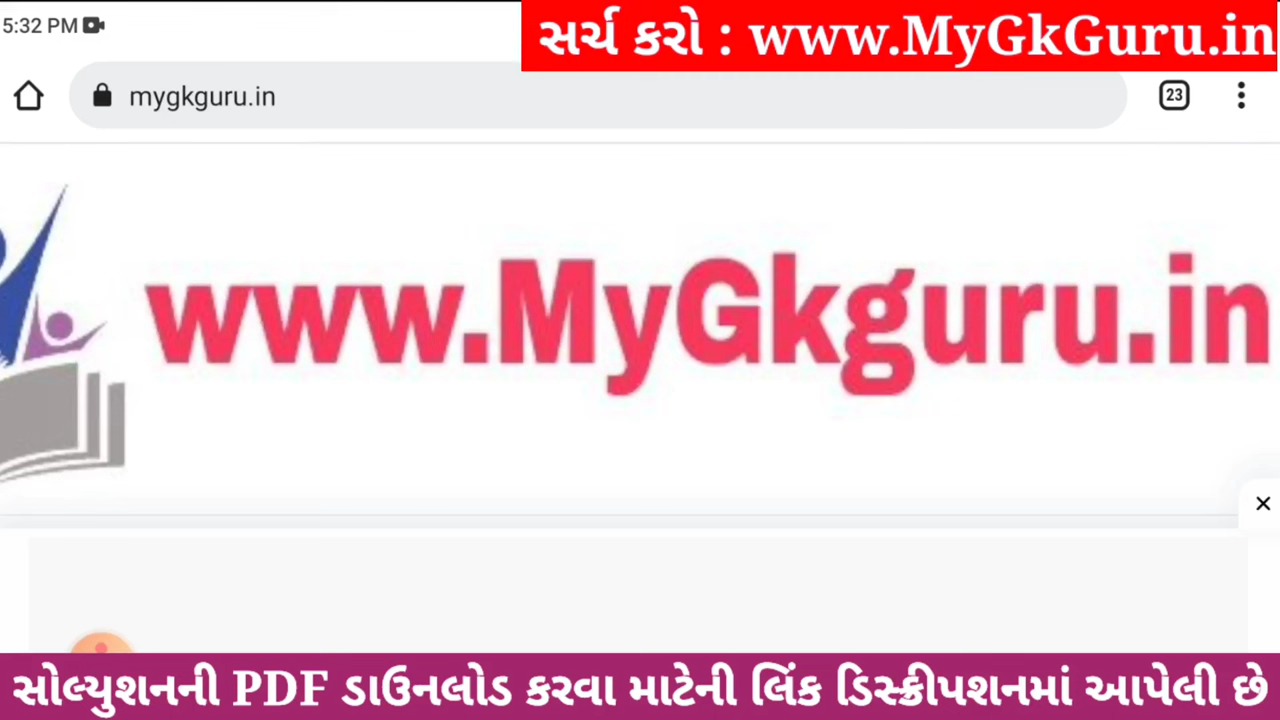 5:32 PM
સર્ચ કરો : www.MyGkGuru.in
mygkguru.in
23
www.MyGkguru.in
સોલ્યુશનની PDF ડાઉનલોડ કરવા માટેની લિંક ડિસ્ક્રીપશનમાં આપેલી છે